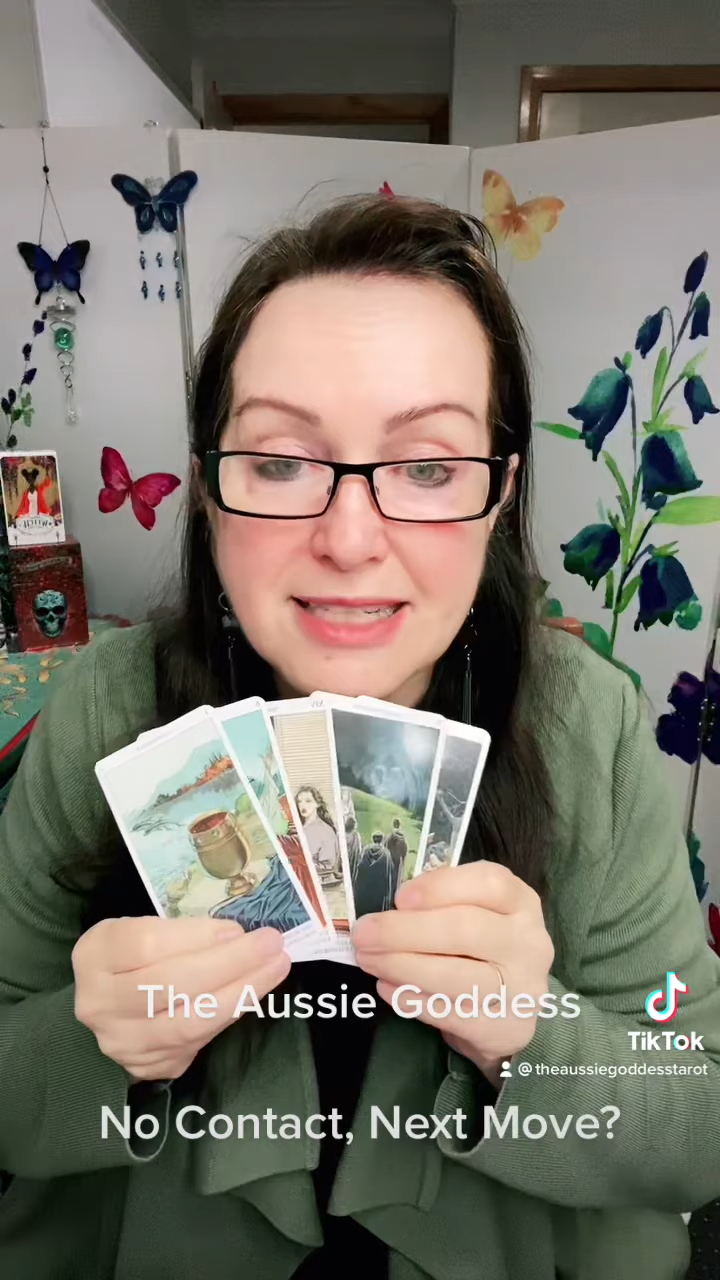 The Aussie Goddess
TikTok
@theaussiegoddesstarot
No Contact, Next Move?